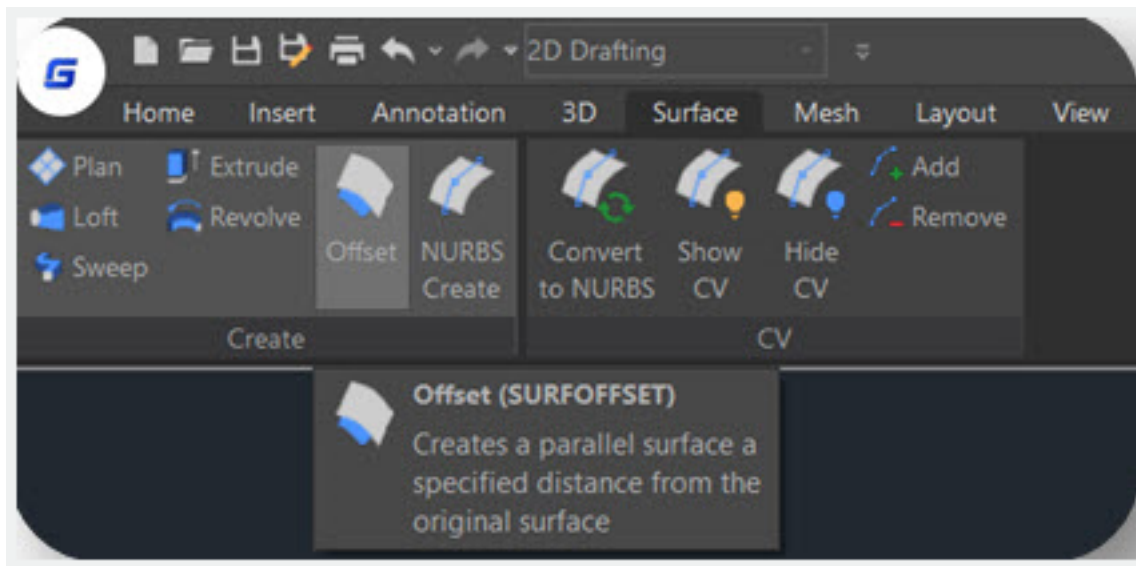 G
2D Drafting
Home Insert Annotation 3D Surface Mesh Layout View
Plan Extrude
Loft Revolve
Sweep
Offset
NURBS
Create
Convert
to NURBS
Show
CV
Hide
CV
Add
Remove
Create CV
Offset (SURFOFFSET)
Creates a parallel surface a
specified distance from the
original surface